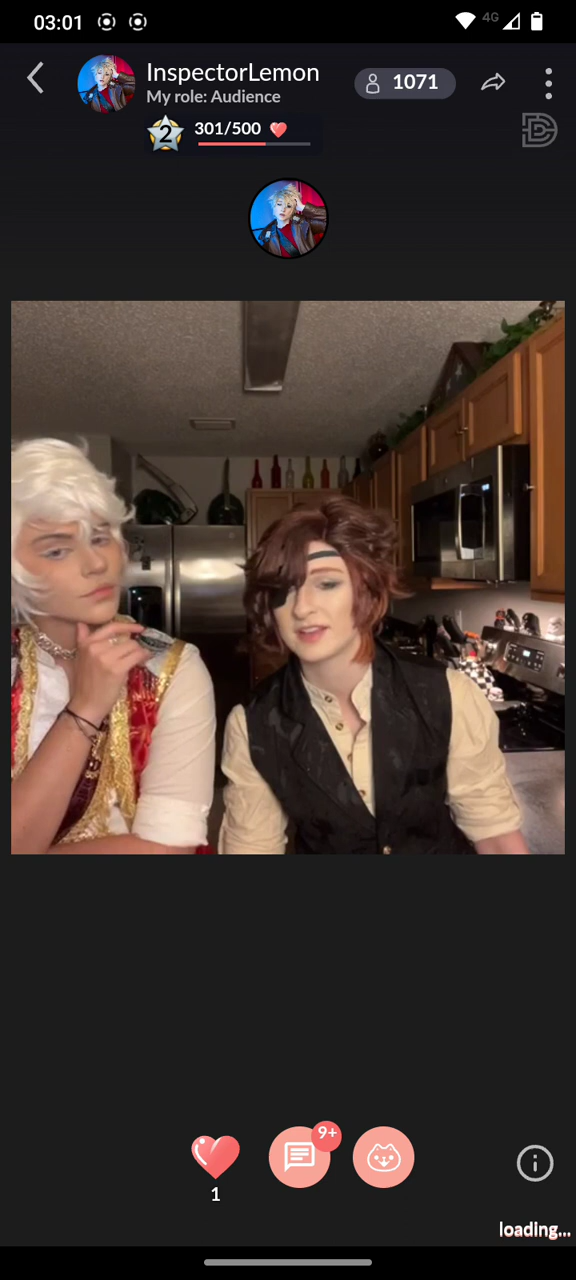 03:01
4G
InspectorLemon
1071
My role: Audience
2
301/500
9+
1
loading...